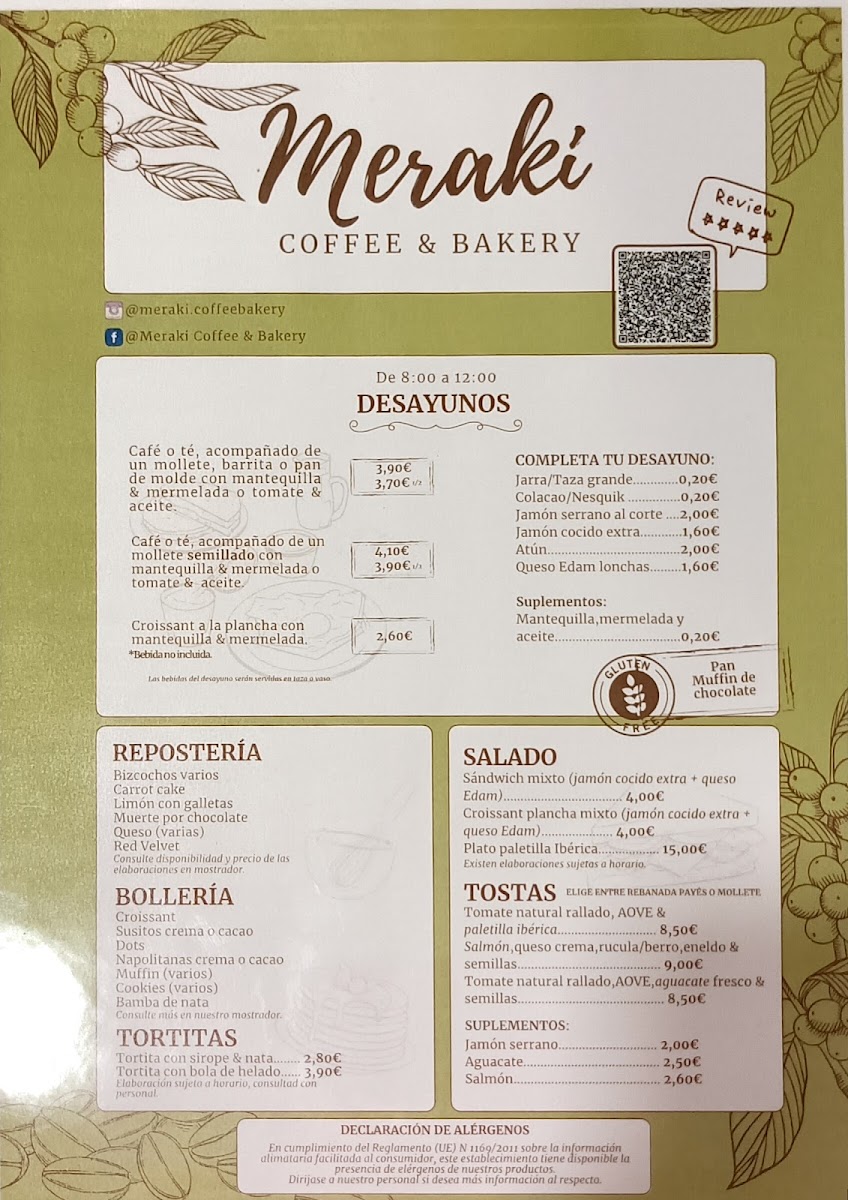 Meraki
COFFEE & BAKERY
Review
@meraki.coffeebakery
f @Meraki Coffee & Bakery
De 8:00 a 12:00
DESAYUNOS
Café o té, acompañado de
un mollete, barrita o pan
de molde con mantequilla
& mermelada o tomate &
aceite.
3,90€
3,70€ 1/2
Café o té, acompañado de un
mollete semillado con
mantequilla & mermelada o
tomate & aceite.
4,10€
3,90€ 1/2
Croissant a la plancha con
mantequilla & mermelada.
*Bebida no incluida.
2,60€
Las bebidas del desayuno serán servidas en taza o vaso.
COMPLETA TU DESAYUNO:
Jarra/Taza grande.............0,20€
Colacao/Nesquik ...............0,20€
Jamón serrano al corte ....2,00€
Jamón cocido extra............1,60€
Atún.....................................2,00€
Queso Edam lonchas.........1,60€
Suplementos:
Mantequilla,mermelada y
aceite...................................0,20€
GLUTEN
FREE
Pan
Muffin de
chocolate
REPOSTERÍA
Bizcochos varios
Carrot cake
Limón con galletas
Muerte por chocolate
Queso (varias)
Red Velvet
Consulte disponibilidad y precio de las
elaboraciones en mostrador.
BOLLERÍA
Croissant
Susitos crema o cacao
Dots
Napolitanas crema o cacao
Muffin (varios)
Cookies (varios)
Bamba de nata
Consulte más en nuestro mostrador.
TORTITAS
Tortita con sirope & nata........ 2,80€
Tortita con bola de helado...... 3,90€
Elaboración sujeta a horario, consultad con
personal.
SALADO
Sándwich mixto (jamón cocido extra + queso
Edam).................................. 4,00€
Croissant plancha mixto (jamón cocido extra +
queso Edam).................... 4,00€
Plato paletilla Ibérica.................. 15,00€
Existen elaboraciones sujetas a horario.
TOSTAS ELIGE ENTRE REBANADA PAYÉS O MOLLETE
Tomate natural rallado, AOVE &
paletilla ibérica............................ 8,50€
Salmón,queso crema,rucula/berro,eneldo &
semillas........................................ 9,00€
Tomate natural rallado,AOVE,aguacate fresco &
semillas......................................... 8,50€
SUPLEMENTOS:
Jamón serrano............................ 2,00€
Aguacate...................................... 2,50€
Salmón......................................... 2,60€
DECLARACIÓN DE ALÉRGENOS
En cumplimiento del Reglamento (UE) N 1169/2011 sobre la información
alimataria facilitada al consumidor, este establecimiento tiene disponible la
presencia de elérgenos de nuestros productos.
Dirijase a nuestro personal si desea más información al respecto.